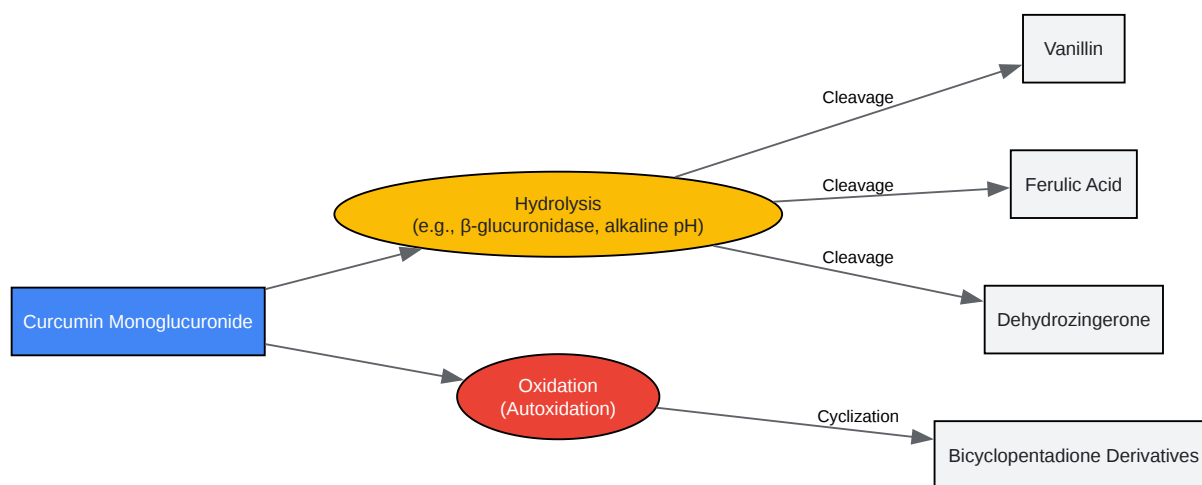 Vanillin
Cleavage
Hydrolysis
(e.g., β-glucuronidase, alkaline pH)
Cleavage
Ferulic Acid
Cleavage
Dehydrozingerone
Curcumin Monoglucuronide
Oxidation
(Autoxidation)
Cyclization
Bicyclopentadione Derivatives